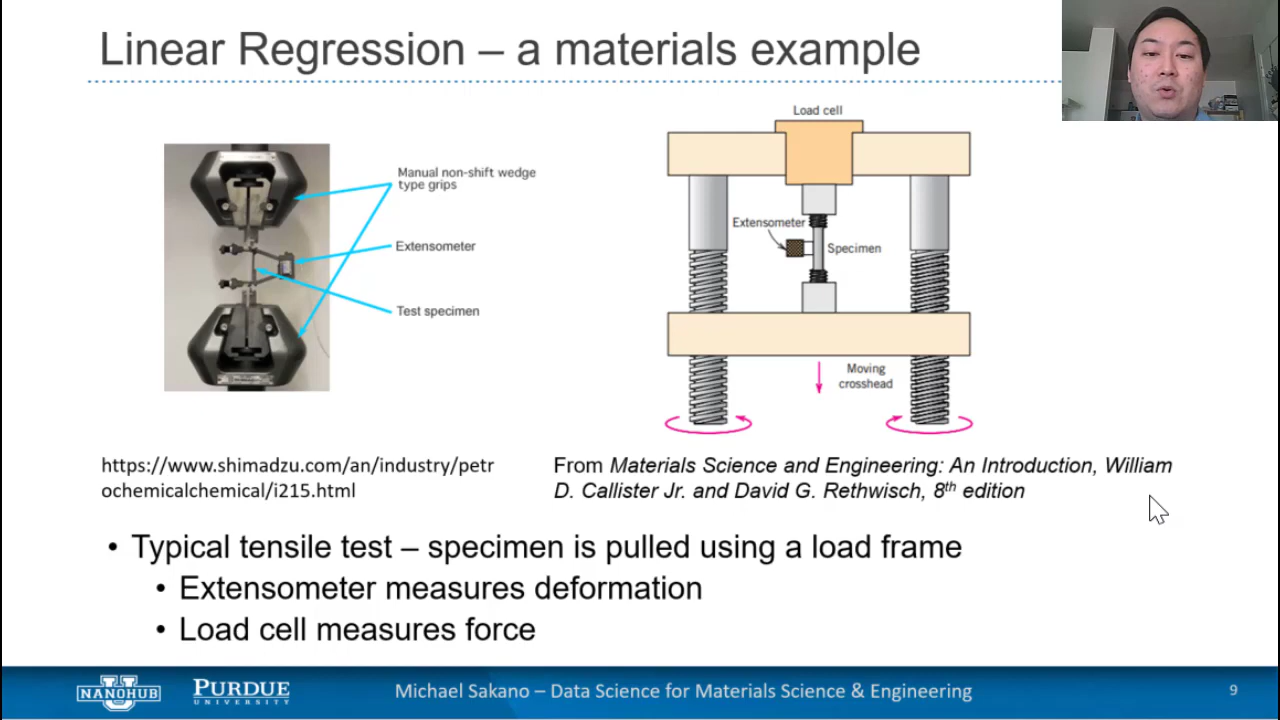 Linear Regression – a materials example
Manual non-shift wedge
type grips
Extensometer
Test specimen
Load cell
Extensometer
Specimen
Moving
crosshead
https://www.shimadzu.com/an/industry/petr
ochemicalchemical/i215.html
From Materials Science and Engineering: An Introduction, William
D. Callister Jr. and David G. Rethwisch, 8th edition
• Typical tensile test – specimen is pulled using a load frame
• Extensometer measures deformation
• Load cell measures force
NANOHUB
PURDUE
UNIVERSITY
Michael Sakano – Data Science for Materials Science & Engineering
9